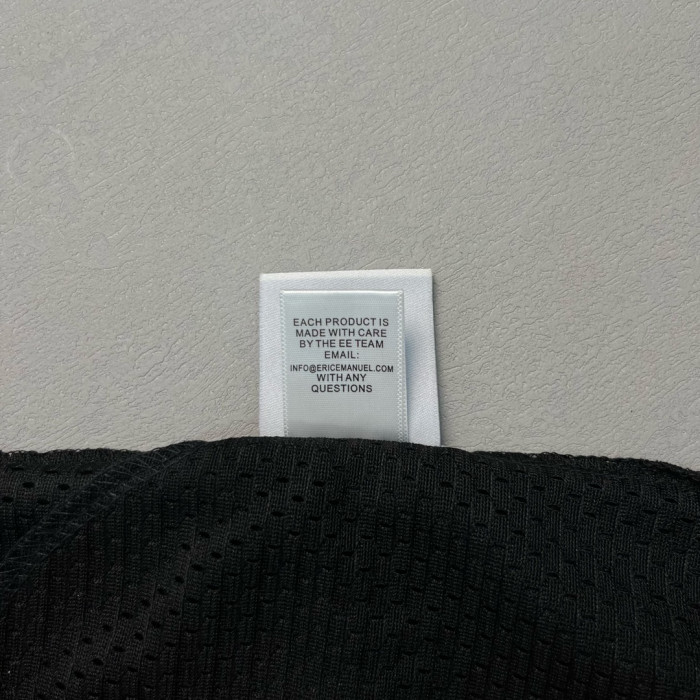 EACH PRODUCT IS
MADE WITH CARE
BY THE EE TEAM
EMAIL:
INFO@ERICEMANUEL.COM
WITH ANY
QUESTIONS